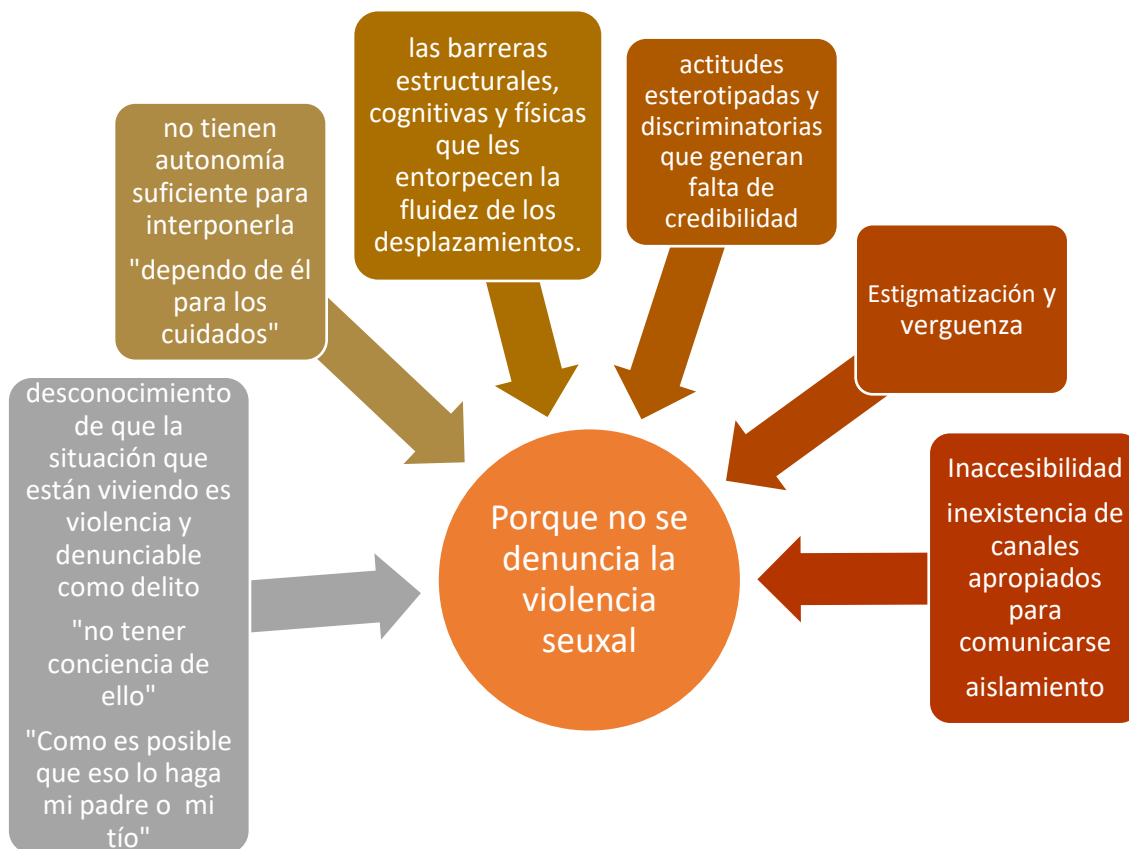 desconocimiento
de que la
situación que
están viviendo es
violencia y
denunciable
como delito
"no tener
conciencia de
ello"
"Como es posible
que eso lo haga
mi padre o mi
tío"
no tienen
autonomía
suficiente para
interponerla
"dependo de él
para los
cuidados"
las barreras
estructurales,
cognitivas y físicas
que les
entorpecen la
fluidez de los
desplazamientos.
actitudes
esterotipadas y
discriminatorias
que generan
falta de
credibilidad
Estigmatización y
verguenza
Inaccesibilidad
inexistencia de
canales
apropiados
para
comunicarse
aislamiento
Porque no se
denuncia la
violencia
seuxal